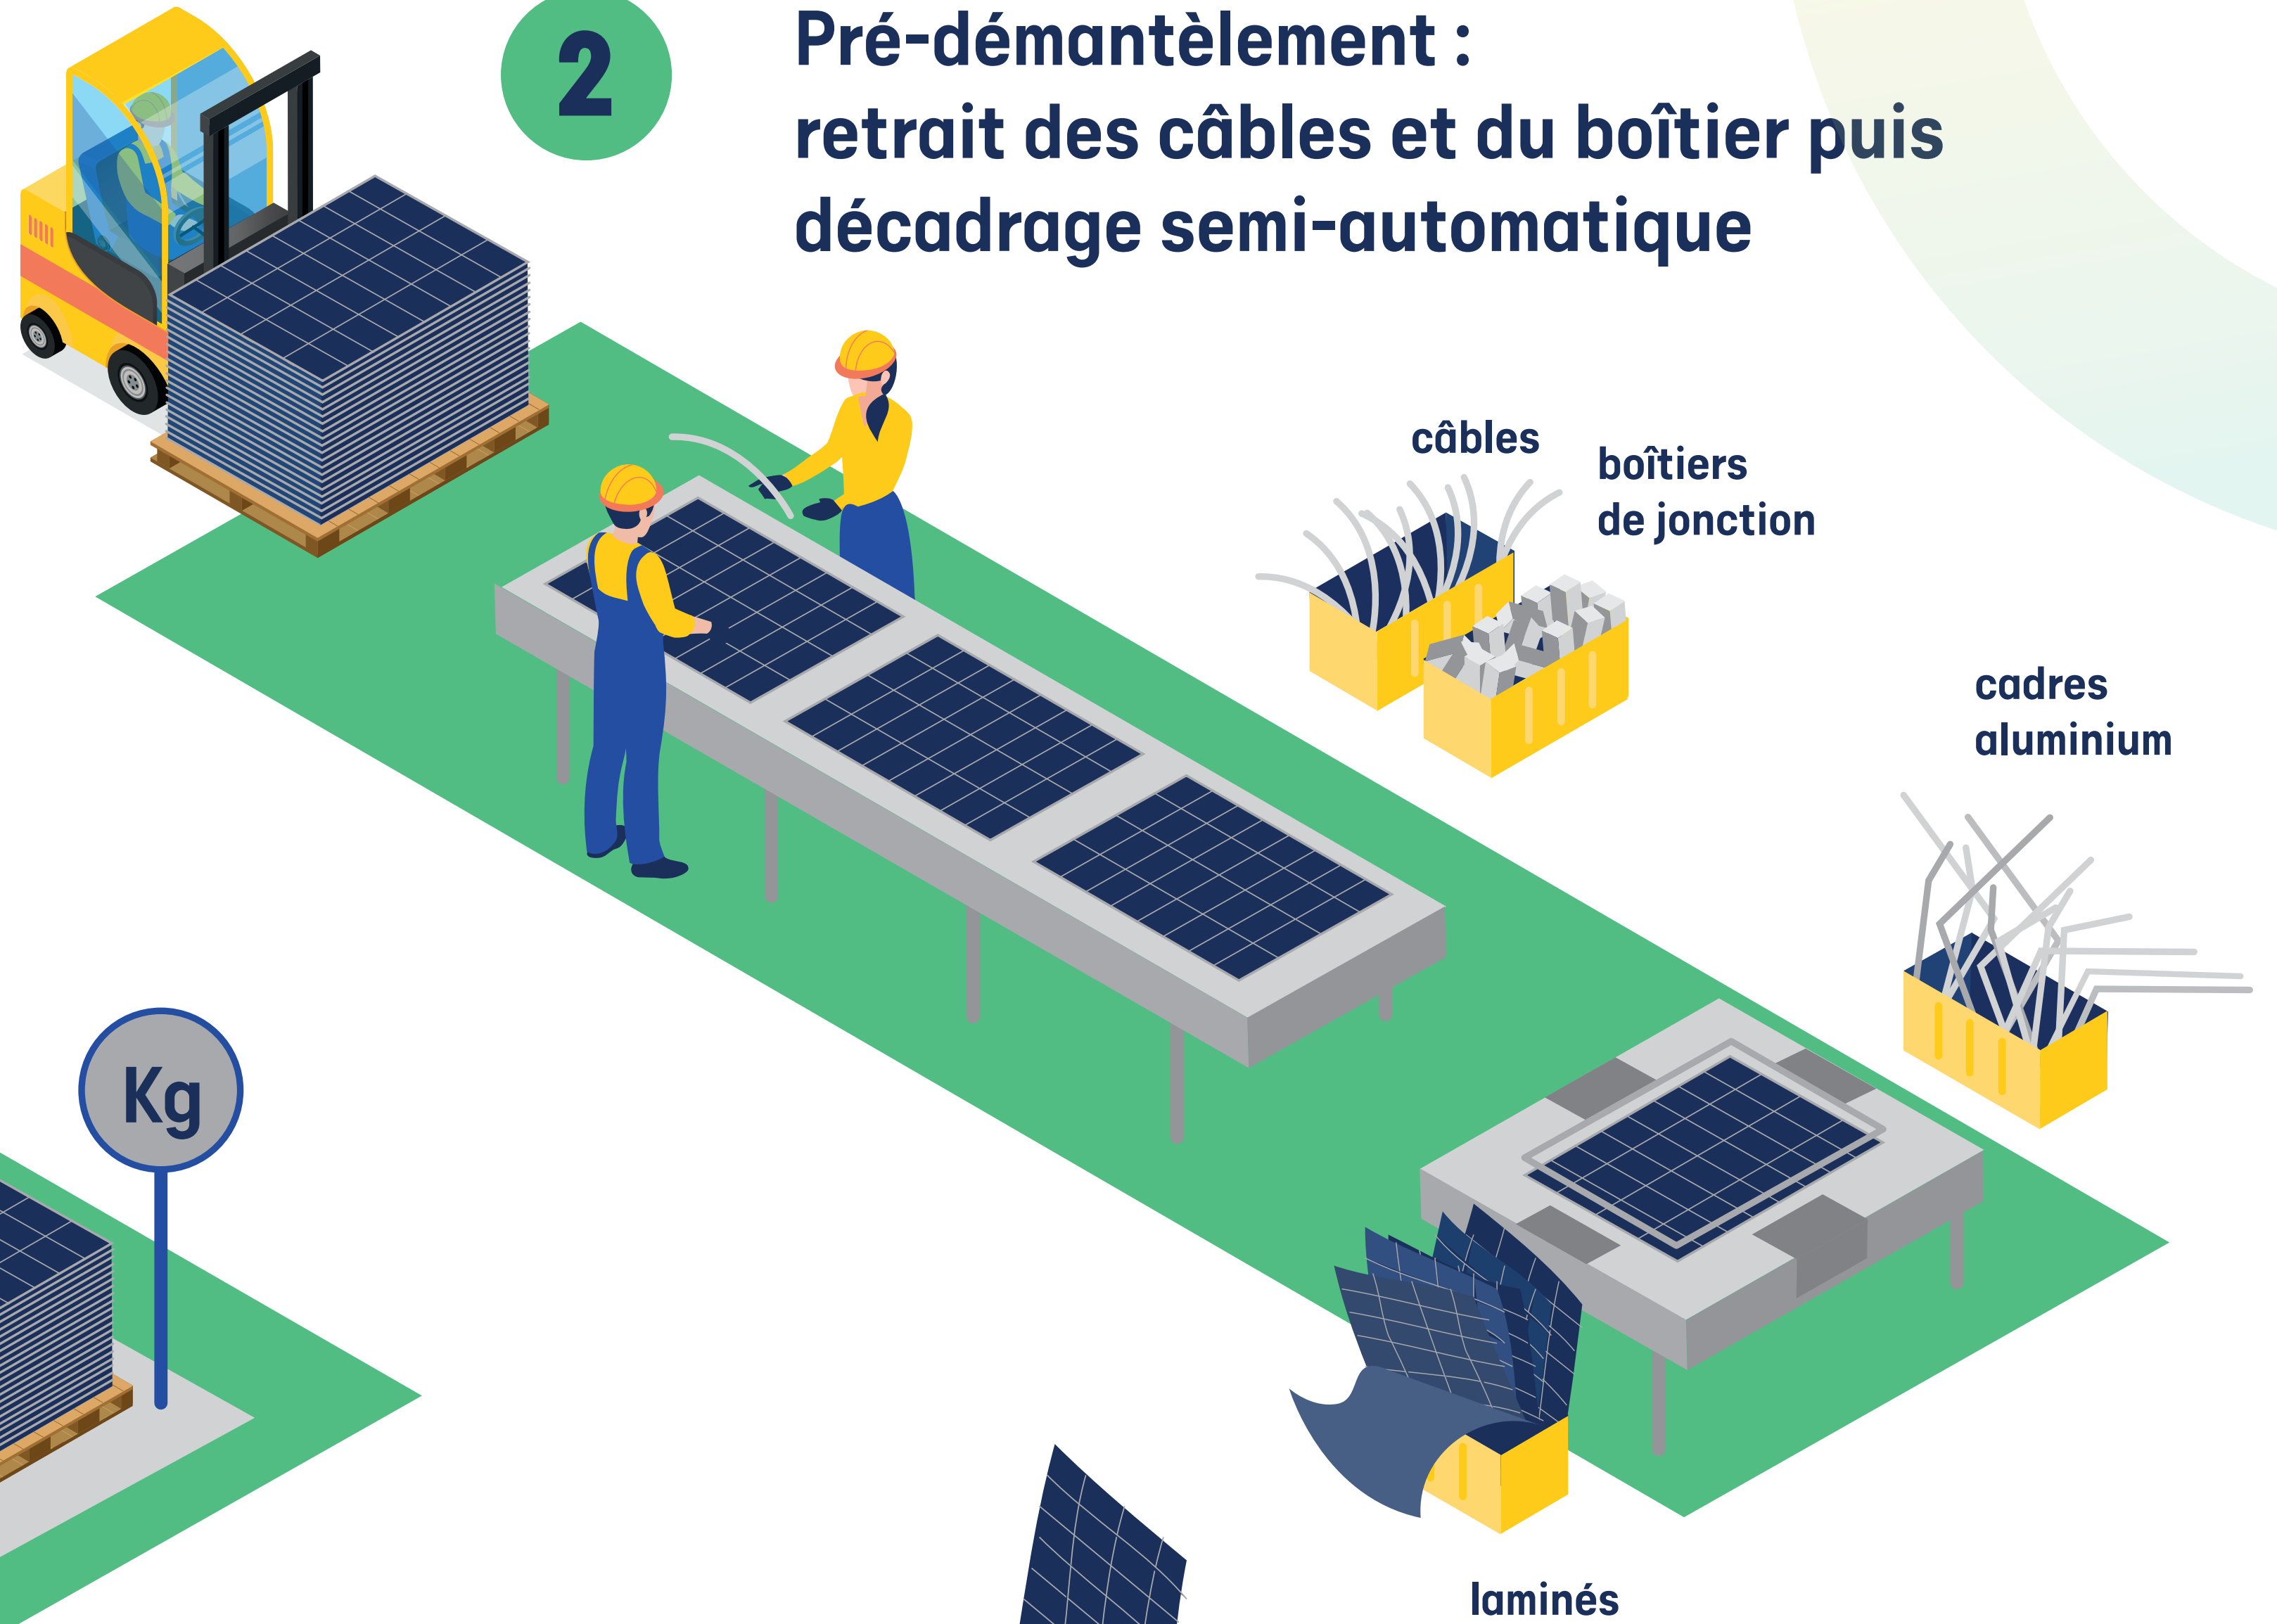 2
Pré-démantèlement :
retrait des câbles et du boîtier puis
décadrage semi-automatique
câbles
boîtiers
de jonction
cadres
aluminium
Kg
laminés